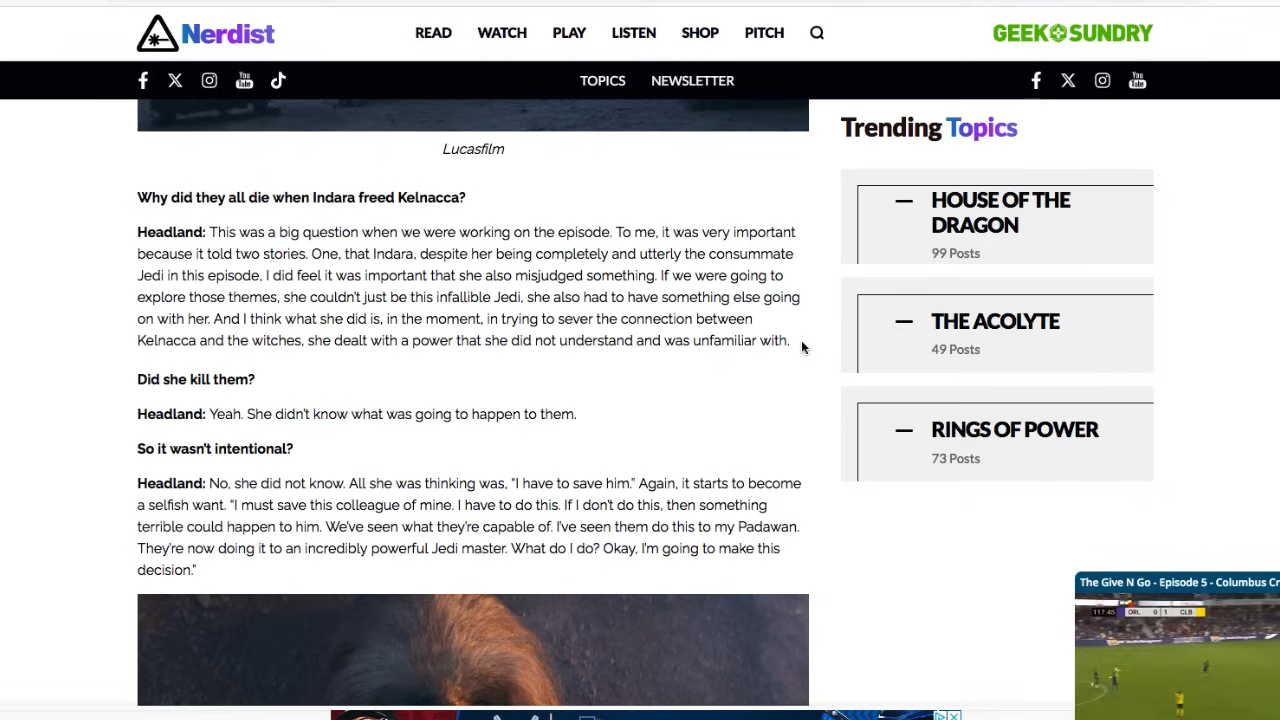 Nerdist
READ WATCH PLAY LISTEN SHOP PITCH
GEEK SUNDRY
You Tube
TOPICS NEWSLETTER
You Tube
Lucasfilm
Why did they all die when Indara freed Kelnacca?
Headland: This was a big question when we were working on the episode. To me, it was very important
because it told two stories. One, that Indara, despite her being completely and utterly the consummate
Jedi in this episode, I did feel it was important that she also misjudged something. If we were going to
explore those themes, she couldn't just be this infallible Jedi, she also had to have something else going
on with her. And I think what she did is, in the moment, in trying to sever the connection between
Kelnacca and the witches, she dealt with a power that she did not understand and was unfamiliar with.
Did she kill them?
Headland: Yeah. She didn't know what was going to happen to them.
So it wasn't intentional?
Headland: No, she did not know. All she was thinking was, "I have to save him." Again, it starts to become
a selfish want. "I must save this colleague of mine. I have to do this. If I don't do this, then something
terrible could happen to him. We've seen what they're capable of. I've seen them do this to my Padawan.
They're now doing it to an incredibly powerful Jedi master. What do I do? Okay, I'm going to make this
decision."
Trending Topics
HOUSE OF THE
DRAGON
99 Posts
THE ACOLYTE
49 Posts
RINGS OF POWER
73 Posts
The Give N Go - Episode 5 - Columbus Cr
117:45 ORL 0 1 CLB